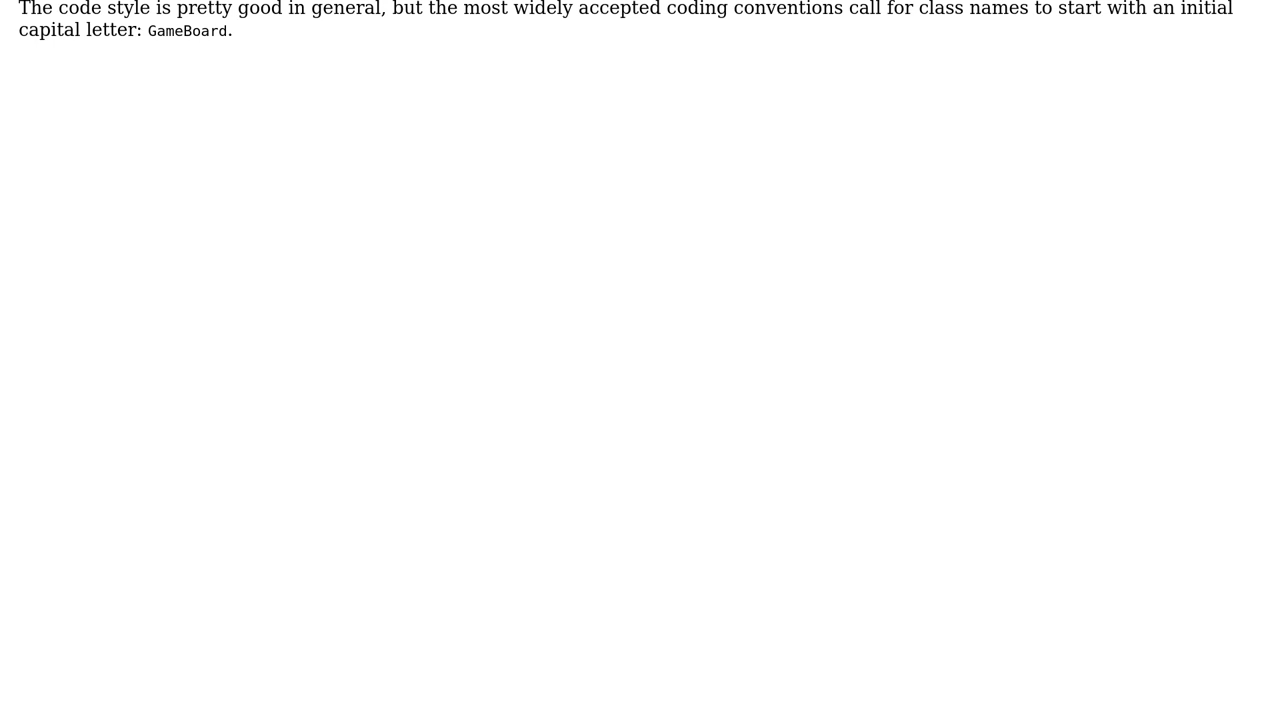 The code style is pretty good in general, but the most widely accepted coding conventions call for class names to start with an initial
capital letter: GameBoard.